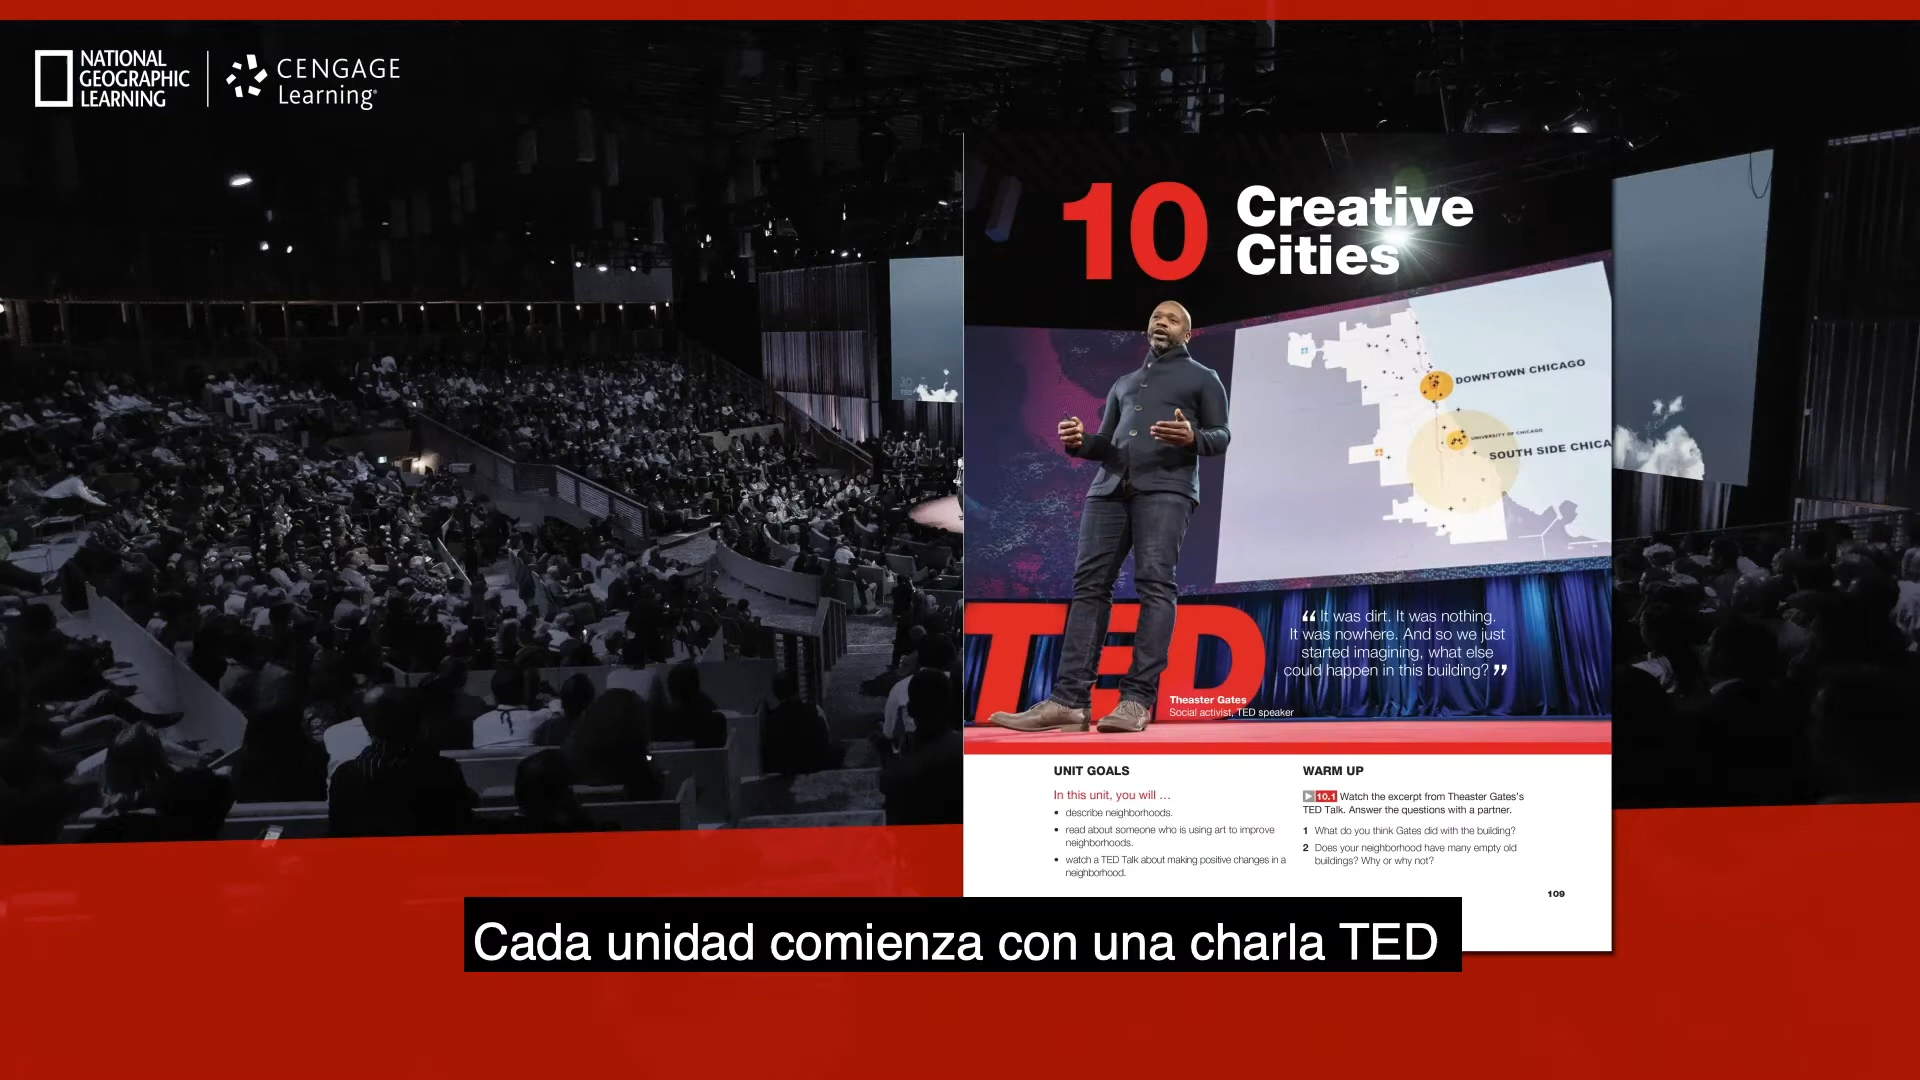 NATIONAL
GEOGRAPHIC
LEARNING
CENGAGE
Learning®
10
Creative
Cities
DOWNTOWN CHICAGO
UNIVERSITY OF CHICAGO
SOUTH SIDE CHICA
TED
“It was dirt. It was nothing.
It was nowhere. And so we just
started imagining, what else
could happen in this building?”
Theaster Gates
Social activist, TED speaker
UNIT GOALS
In this unit, you will …
• describe neighborhoods.
• read about someone who is using art to improve
neighborhoods.
• watch a TED Talk about making positive changes in a
neighborhood.
WARM UP
▶ 10.1 Watch the excerpt from Theaster Gates's
TED Talk. Answer the questions with a partner.
1 What do you think Gates did with the building?
2 Does your neighborhood have many empty old
buildings? Why or why not?
109
Cada unidad comienza con una charla TED